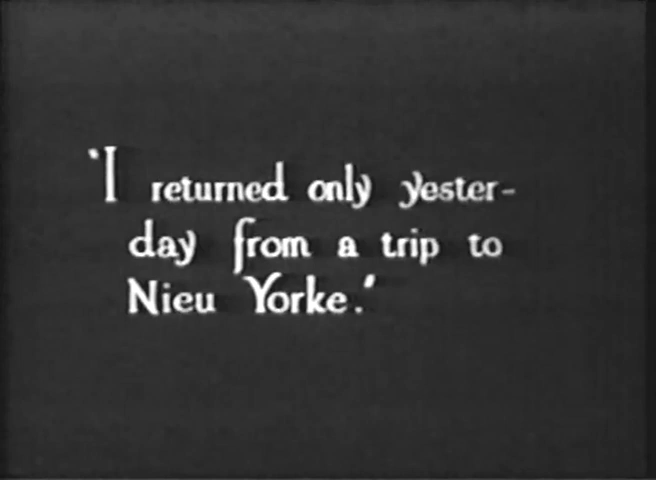 "I returned only yester-
day from a trip to
Nieu Yorke."